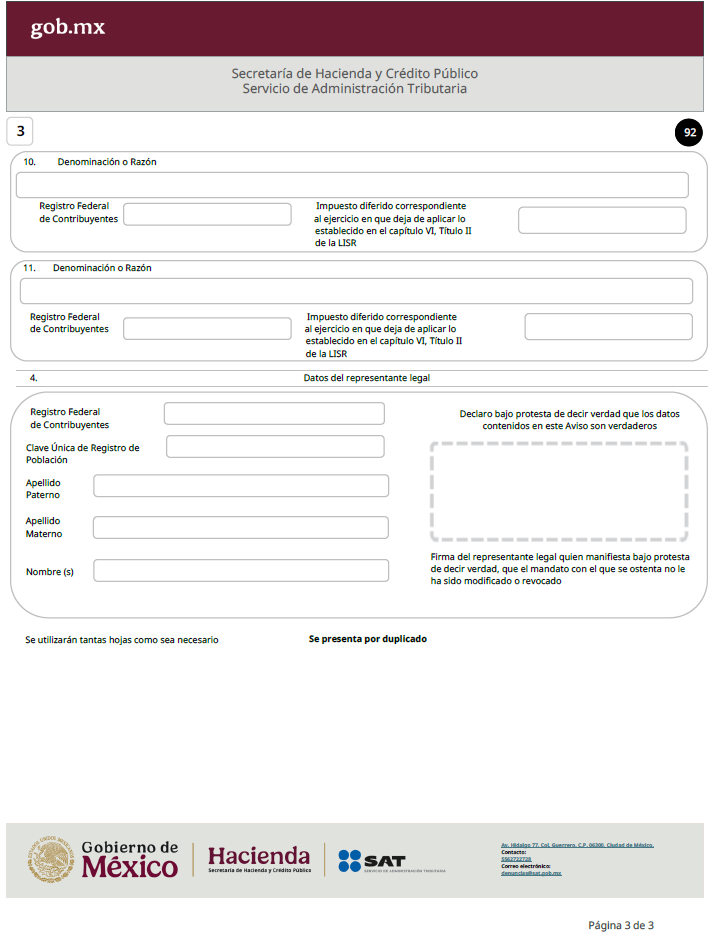 gob.mx
Secretaría de Hacienda y Crédito Público
Servicio de Administración Tributaria
3
92
10. Denominación o Razón
Registro Federal
de Contribuyentes
Impuesto diferido correspondiente
al ejercicio en que deja de aplicar lo
establecido en el capítulo VI, Título II
de la LISR
11. Denominación o Razón
Registro Federal
de Contribuyentes
Impuesto diferido correspondiente
al ejercicio en que deja de aplicar lo
establecido en el capítulo VI, Título II
de la LISR
4. Datos del representante legal
Registro Federal
de Contribuyentes
Clave Única de Registro de
Población
Apellido
Paterno
Apellido
Materno
Nombre (s)
Declaro bajo protesta de decir verdad que los datos
contenidos en este Aviso son verdaderos
Firma del representante legal quien manifiesta bajo protesta
de decir verdad, que el mandato con el que se ostenta no le
ha sido modificado o revocado
Se utilizarán tantas hojas como sea necesario
Se presenta por duplicado
Gobierno de
México
Hacienda
Secretaría de Hacienda y Crédito Público
SAT
SERVICIO DE ADMINISTRACIÓN TRIBUTARIA
Av. Hidalgo 77, Col. Guerrero, C.P. 06300, Ciudad de México.
Contacto:
5562722728
Correo electrónico:
denuncias@sat.gob.mx
Página 3 de 3